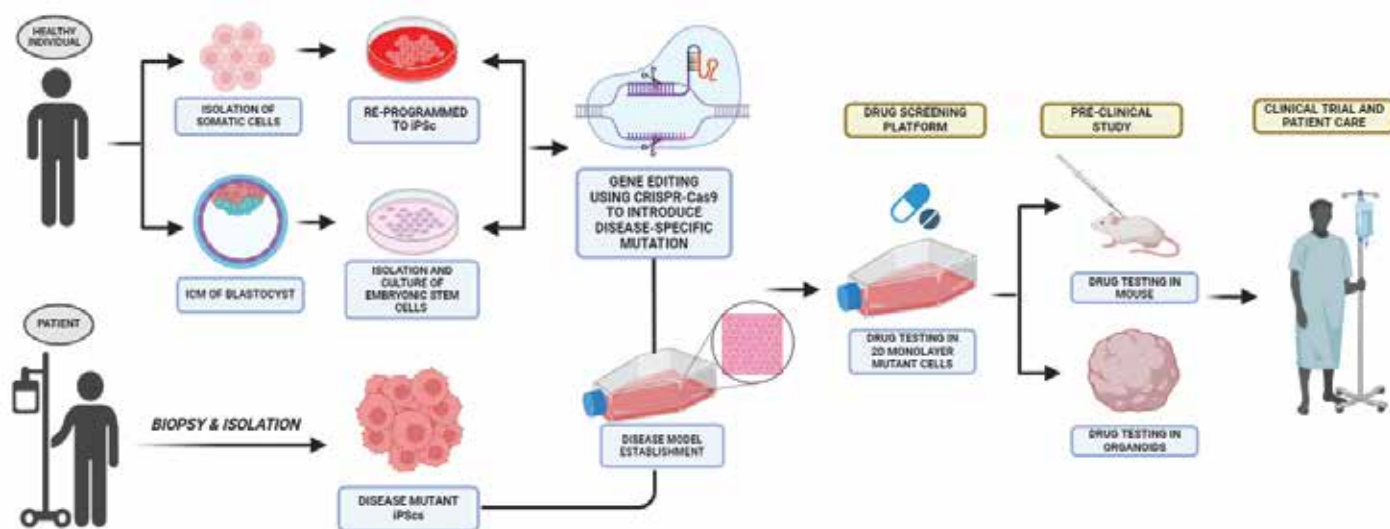 HEALTHY
INDIVIDUAL
ISOLATION OF
SOMATIC CELLS
RE-PROGRAMMED
TO iPSc
ICM OF BLASTOCYST
ISOLATION AND
CULTURE OF
EMBRYONIC STEM
CELLS
GENE EDITING
USING CRISPR-Cas9
TO INTRODUCE
DISEASE-SPECIFIC
MUTATION
PATIENT
BIOPSY & ISOLATION
DISEASE MUTANT
iPScs
DISEASE MODEL
ESTABLISHMENT
DRUG SCREENING
PLATFORM
DRUG TESTING IN
2D MONOLAYER
MUTANT CELLS
PRE-CLINICAL
STUDY
DRUG TESTING IN
MOUSE
DRUG TESTING IN
ORGANOIDS
CLINICAL TRIAL AND
PATIENT CARE